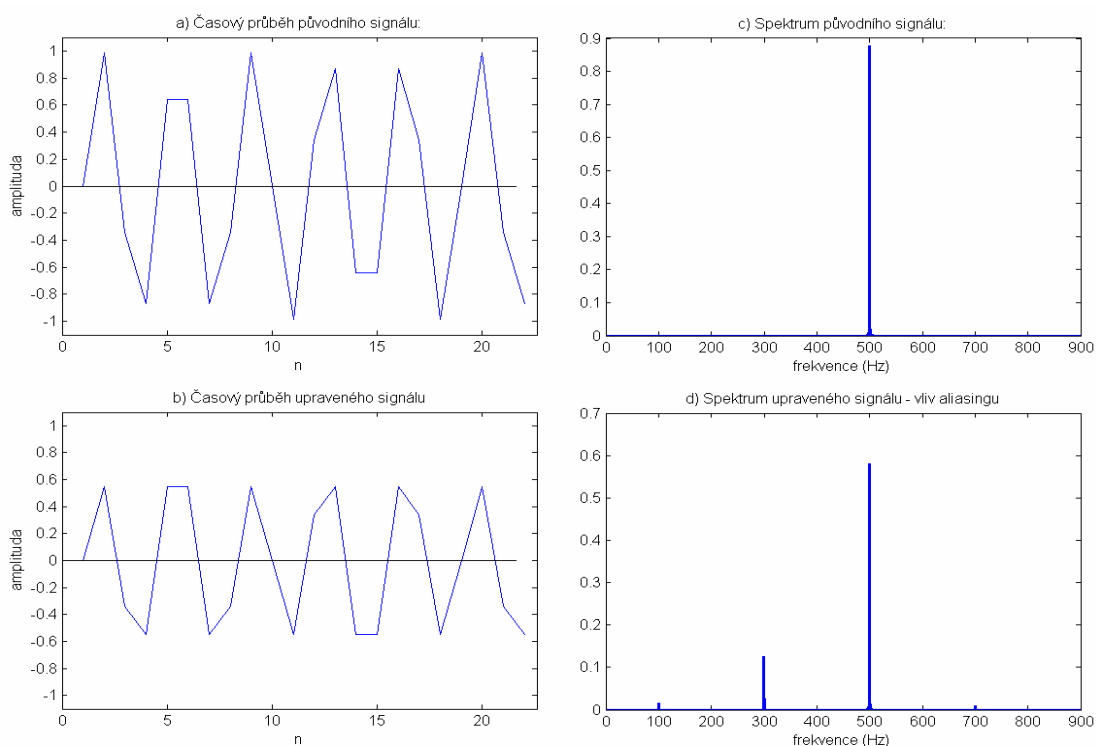 a) Časový průběh původního signálu:
1
0.8
0.6
0.4
0.2
0
-0.2
-0.4
-0.6
-0.8
-1
amplituda
0 5 10 15 20
n
c) Spektrum původního signálu:
0.9
0.8
0.7
0.6
0.5
0.4
0.3
0.2
0.1
0
0 100 200 300 400 500 600 700 800 900
frekvence (Hz)
b) Časový průběh upraveného signálu
1
0.8
0.6
0.4
0.2
0
-0.2
-0.4
-0.6
-0.8
-1
amplituda
0 5 10 15 20
n
d) Spektrum upraveného signálu - vliv aliasingu
0.7
0.6
0.5
0.4
0.3
0.2
0.1
0
0 100 200 300 400 500 600 700 800 900
frekvence (Hz)